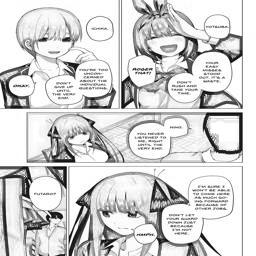 ICHIKA.
YOU'RE TOO
UNCON-
CERNED
ABOUT THE
INDIVIDUAL
QUESTIONS.
DON'T
GIVE UP
UNTIL
THE VERY
END.
OKAY.
YOTSUBA.
YOUR
EASY
MISSES
STOOD
OUT. IT'S
A WASTE.
DON'T
RUSH AND
TAKE YOUR
TIME.
ROGER
THAT!
NINO.
YOU NEVER
LISTENED TO
ME, RIGHT
UNTIL THE
VERY END.
FUTARO?
I'M SURE I
WON'T BE
ABLE TO
COME HERE
AS MUCH GO-
ING FORWARD
BECAUSE OF
OTHER JOBS.
DON'T LET
YOUR GUARD
DOWN JUST
BECAUSE I'M
NOT HERE.
HMPH.